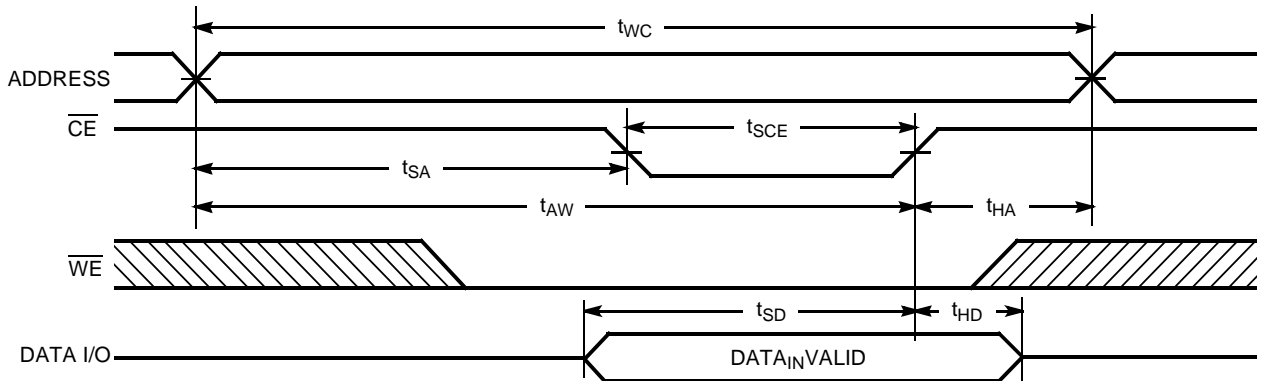 tWC
ADDRESS
CE
tSCE
tSA
tAW
tHA
WE
tSD
tHD
DATA I/O
DATAINVALID